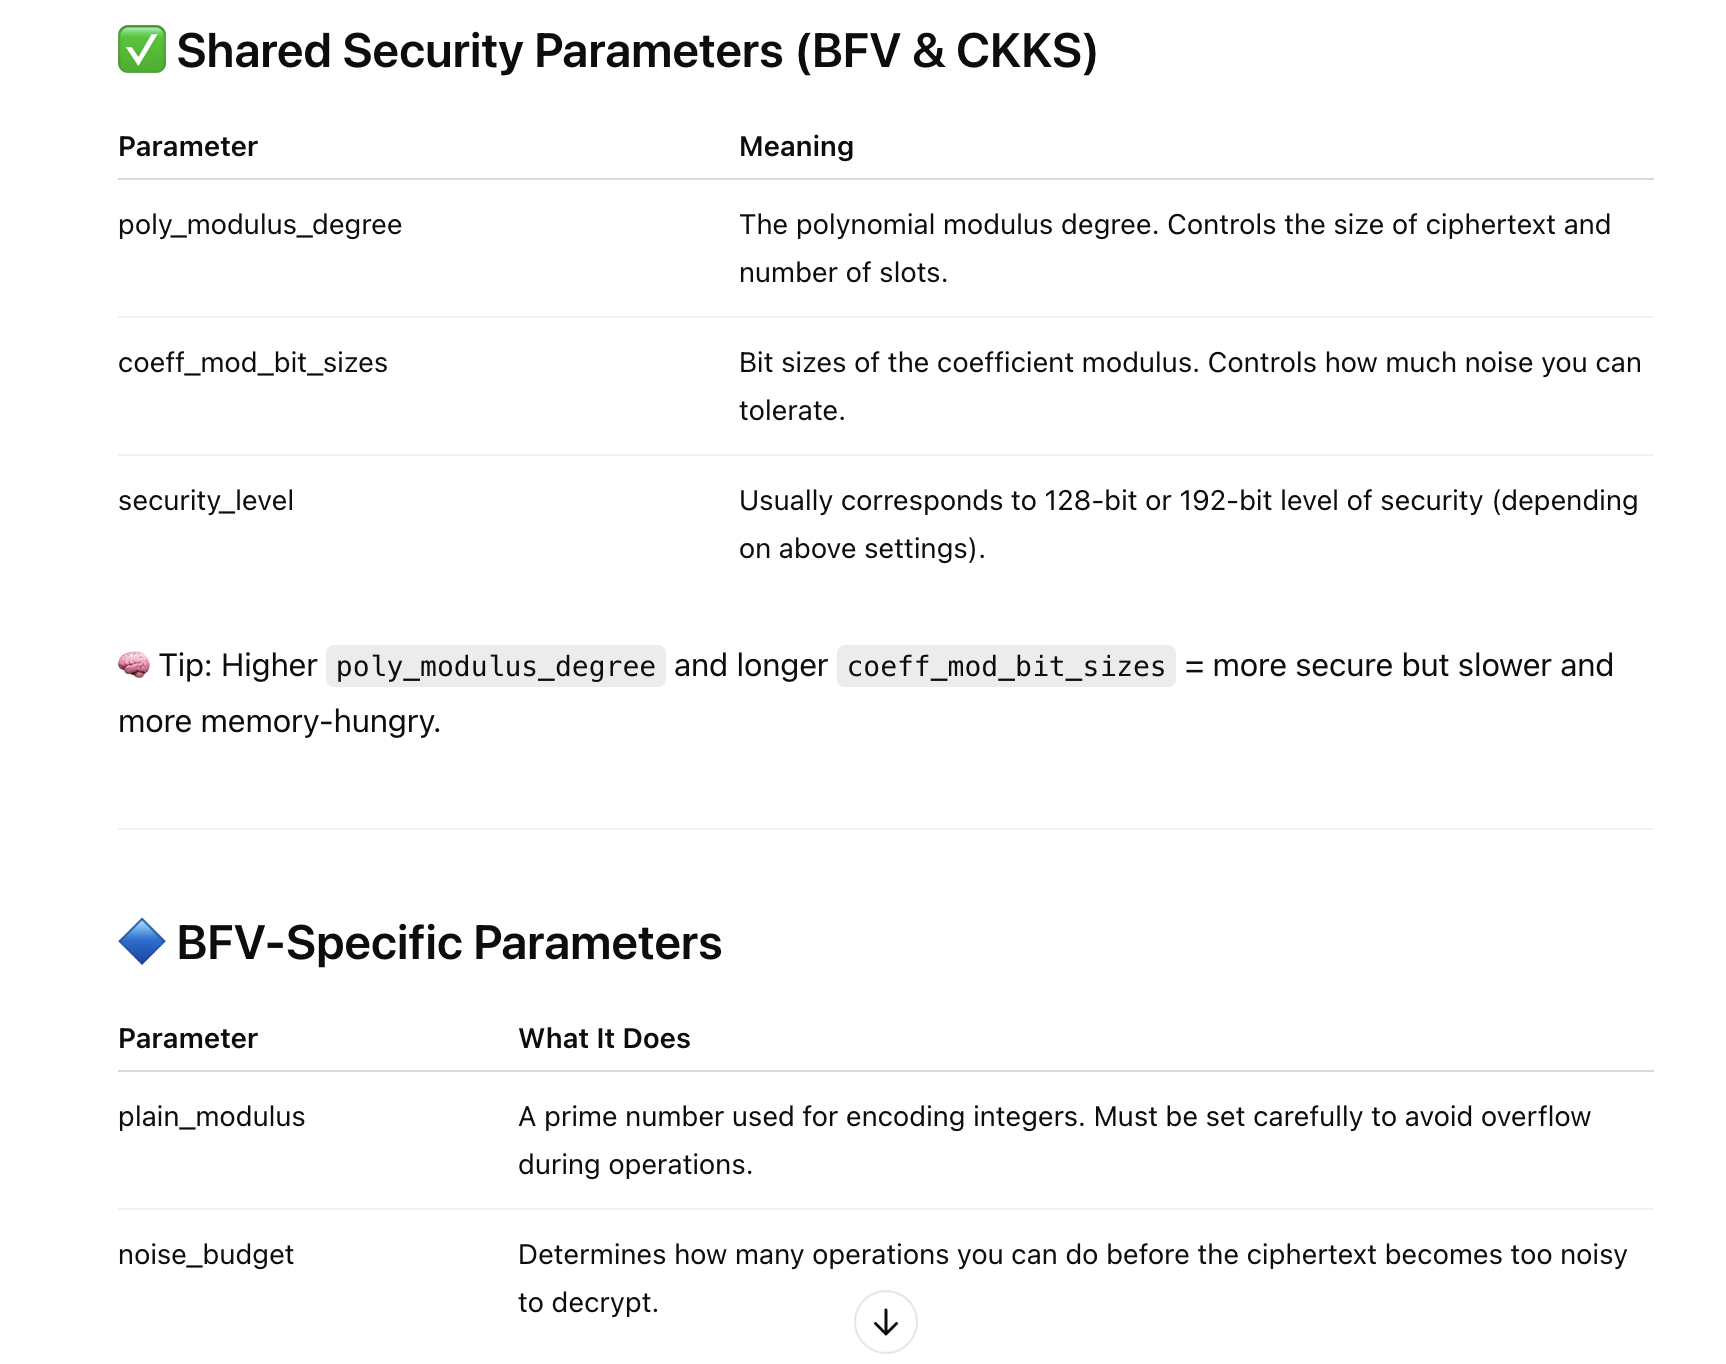 ✅ Shared Security Parameters (BFV & CKKS)
Parameter Meaning
poly_modulus_degree The polynomial modulus degree. Controls the size of ciphertext and
number of slots.
coeff_mod_bit_sizes Bit sizes of the coefficient modulus. Controls how much noise you can
tolerate.
security_level Usually corresponds to 128-bit or 192-bit level of security (depending
on above settings).
🧠 Tip: Higher poly_modulus_degree and longer coeff_mod_bit_sizes = more secure but slower and
more memory-hungry.
🔷 BFV-Specific Parameters
Parameter What It Does
plain_modulus A prime number used for encoding integers. Must be set carefully to avoid overflow
during operations.
noise_budget Determines how many operations you can do before the ciphertext becomes too noisy
to decrypt.